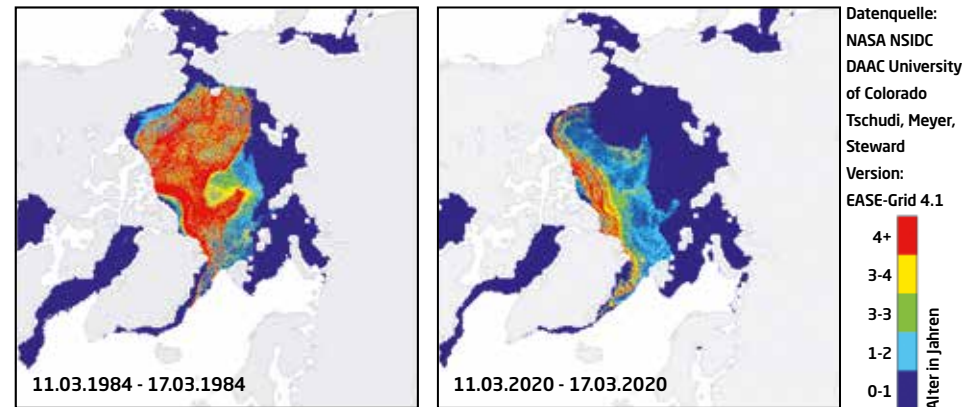 11.03.1984 - 17.03.1984
11.03.2020 - 17.03.2020
Datenquelle:
NASA NSIDC
DAAC University
of Colorado
Tschudi, Meyer,
Steward
Version:
EASE-Grid 4.1
4+
3-4
3-3
1-2
0-1
Alter in Jahren